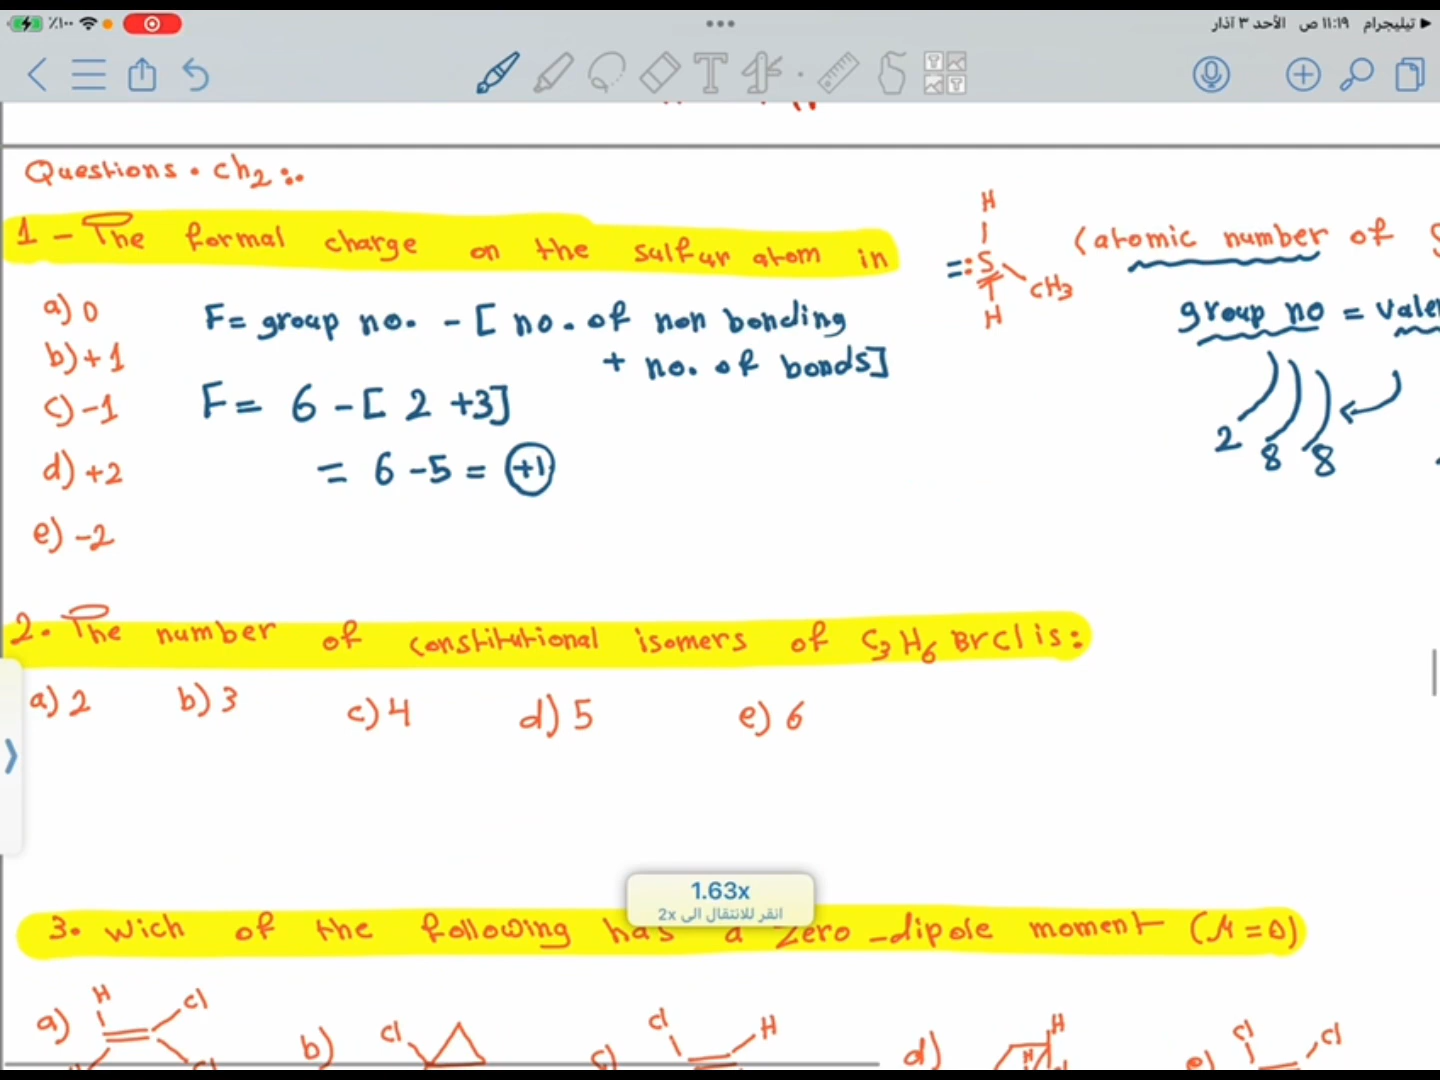 ٪١٠٠
◄ تيليجرام ١١:١٩ ص الأحد ٣ آذار
Questions. ch2:.
1 - The formal charge on the sulfur atom in
H
:S
CH3
H
(atomic number of S
a) 0
b) +1
c) -1
d) +2
e) -2
F = group no. - [ no. of non bonding
+ no. of bonds]
F = 6 - [ 2 +3]
= 6 - 5 = +1
group no = valen
2 8 8
2. The number of constitutional isomers of C3H6BrCl is:
a) 2 b) 3 c) 4 d) 5 e) 6
1.63x
انقر للانتقال الى 2x
3. Wich of the following has a zero -dipole moment (M = 0)
a) H Cl
b) Cl
c) Cl H
d) H H
e) Cl Cl